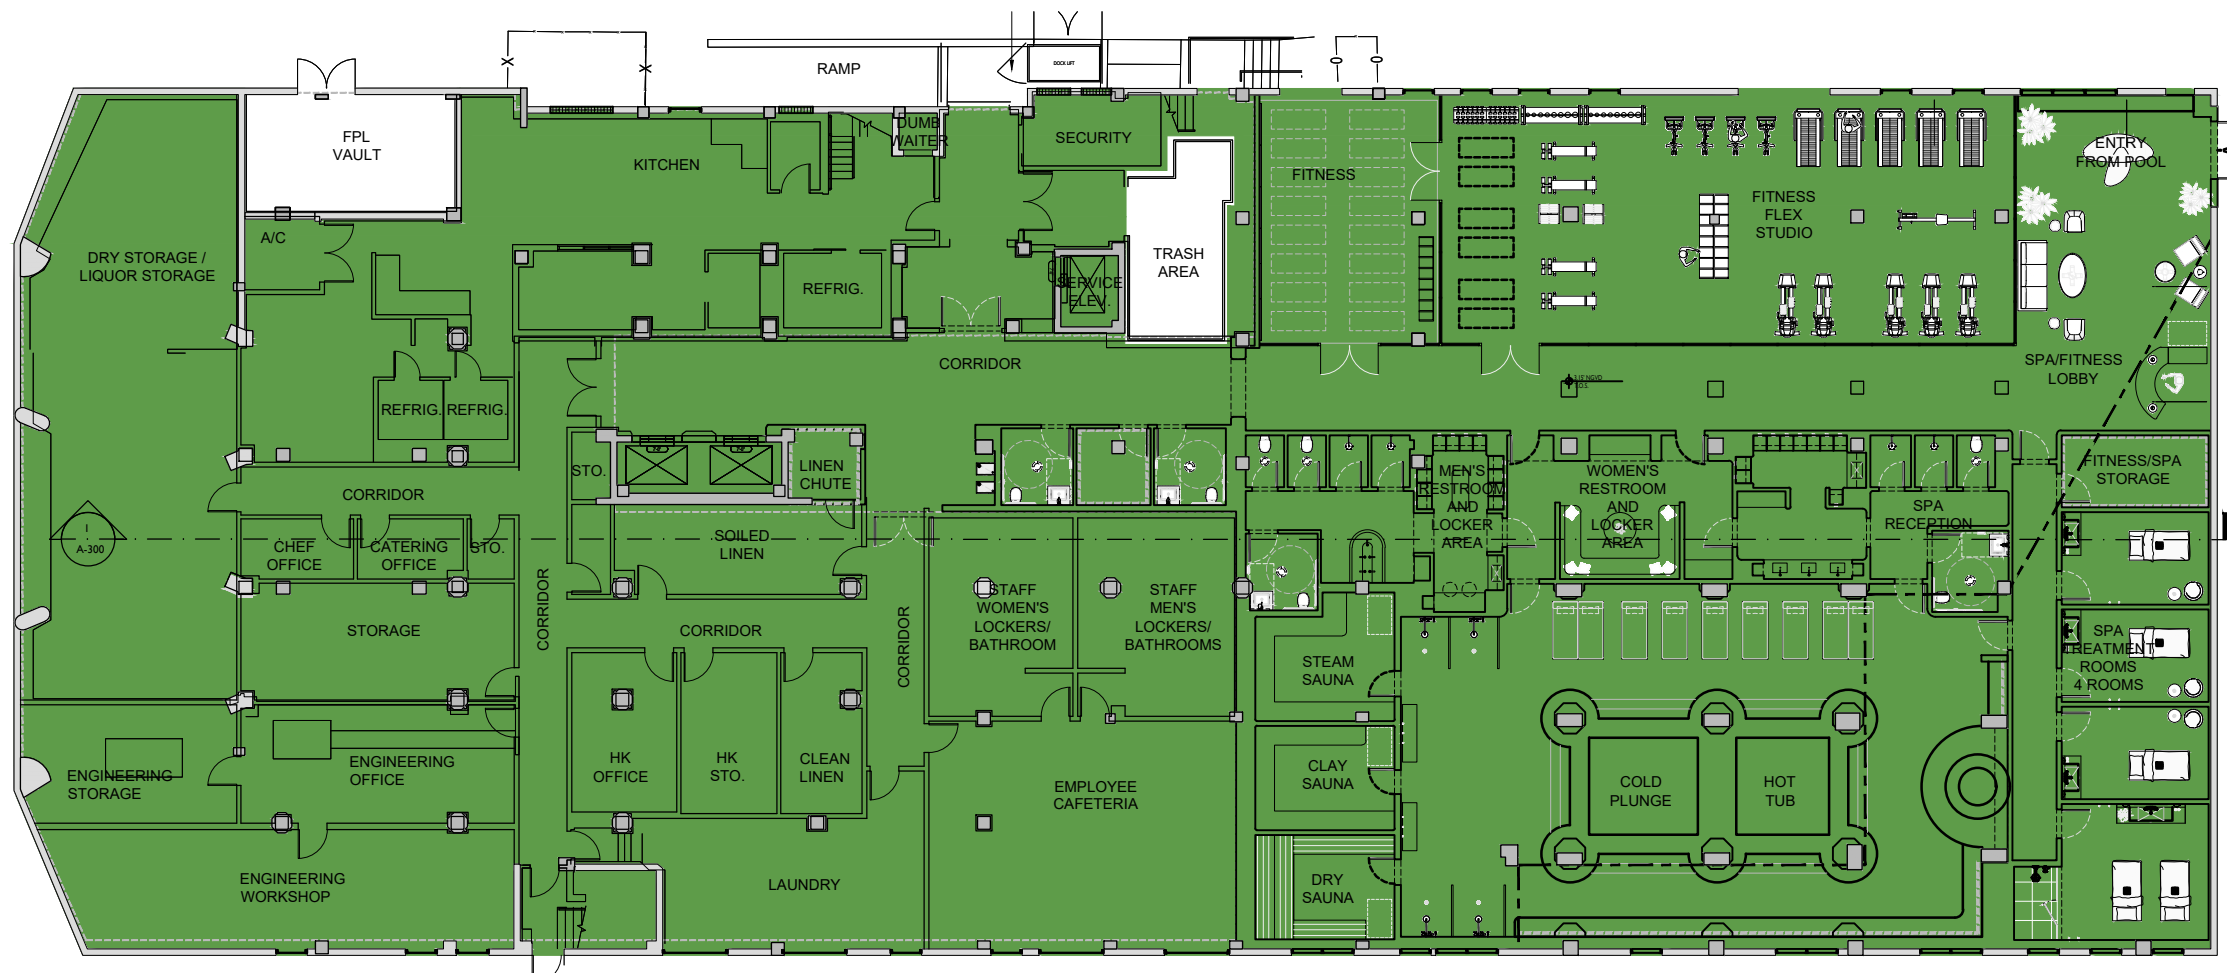 RAMP
DOCK LIFT
FPL
VAULT
KITCHEN
DUMB
WAITER
SECURITY
FITNESS
FITNESS
FLEX
STUDIO
ENTRY
FROM POOL
A/C
DRY STORAGE /
LIQUOR STORAGE
REFRIG.
SERVICE
ELEV.
TRASH
AREA
CORRIDOR
SPA/FITNESS
LOBBY
REFRIG.
REFRIG.
STO.
LINEN
CHUTE
CORRIDOR
MEN'S
RESTROOM
AND
LOCKER
AREA
WOMEN'S
RESTROOM
AND
LOCKER
AREA
SPA
RECEPTION
FITNESS/SPA
STORAGE
I
A-300
CHEF
OFFICE
CATERING
OFFICE
STO.
SOILED
LINEN
CORRIDOR
STORAGE
CORRIDOR
CORRIDOR
STAFF
WOMEN'S
LOCKERS/
BATHROOM
STAFF
MEN'S
LOCKERS/
BATHROOMS
STEAM
SAUNA
SPA
TREATMENT
ROOMS
4 ROOMS
ENGINEERING
STORAGE
ENGINEERING
OFFICE
HK
OFFICE
HK
STO.
CLEAN
LINEN
EMPLOYEE
CAFETERIA
CLAY
SAUNA
COLD
PLUNGE
HOT
TUB
ENGINEERING
WORKSHOP
LAUNDRY
DRY
SAUNA